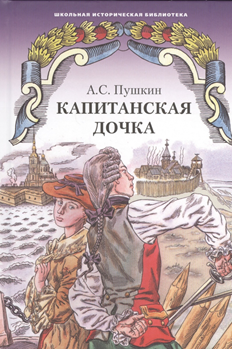 ШКОЛЬНАЯ ИСТОРИЧЕСКАЯ БИБЛИОТЕКА
А.С. Пушкин
КАПИТАНСКАЯ
ДОЧКА